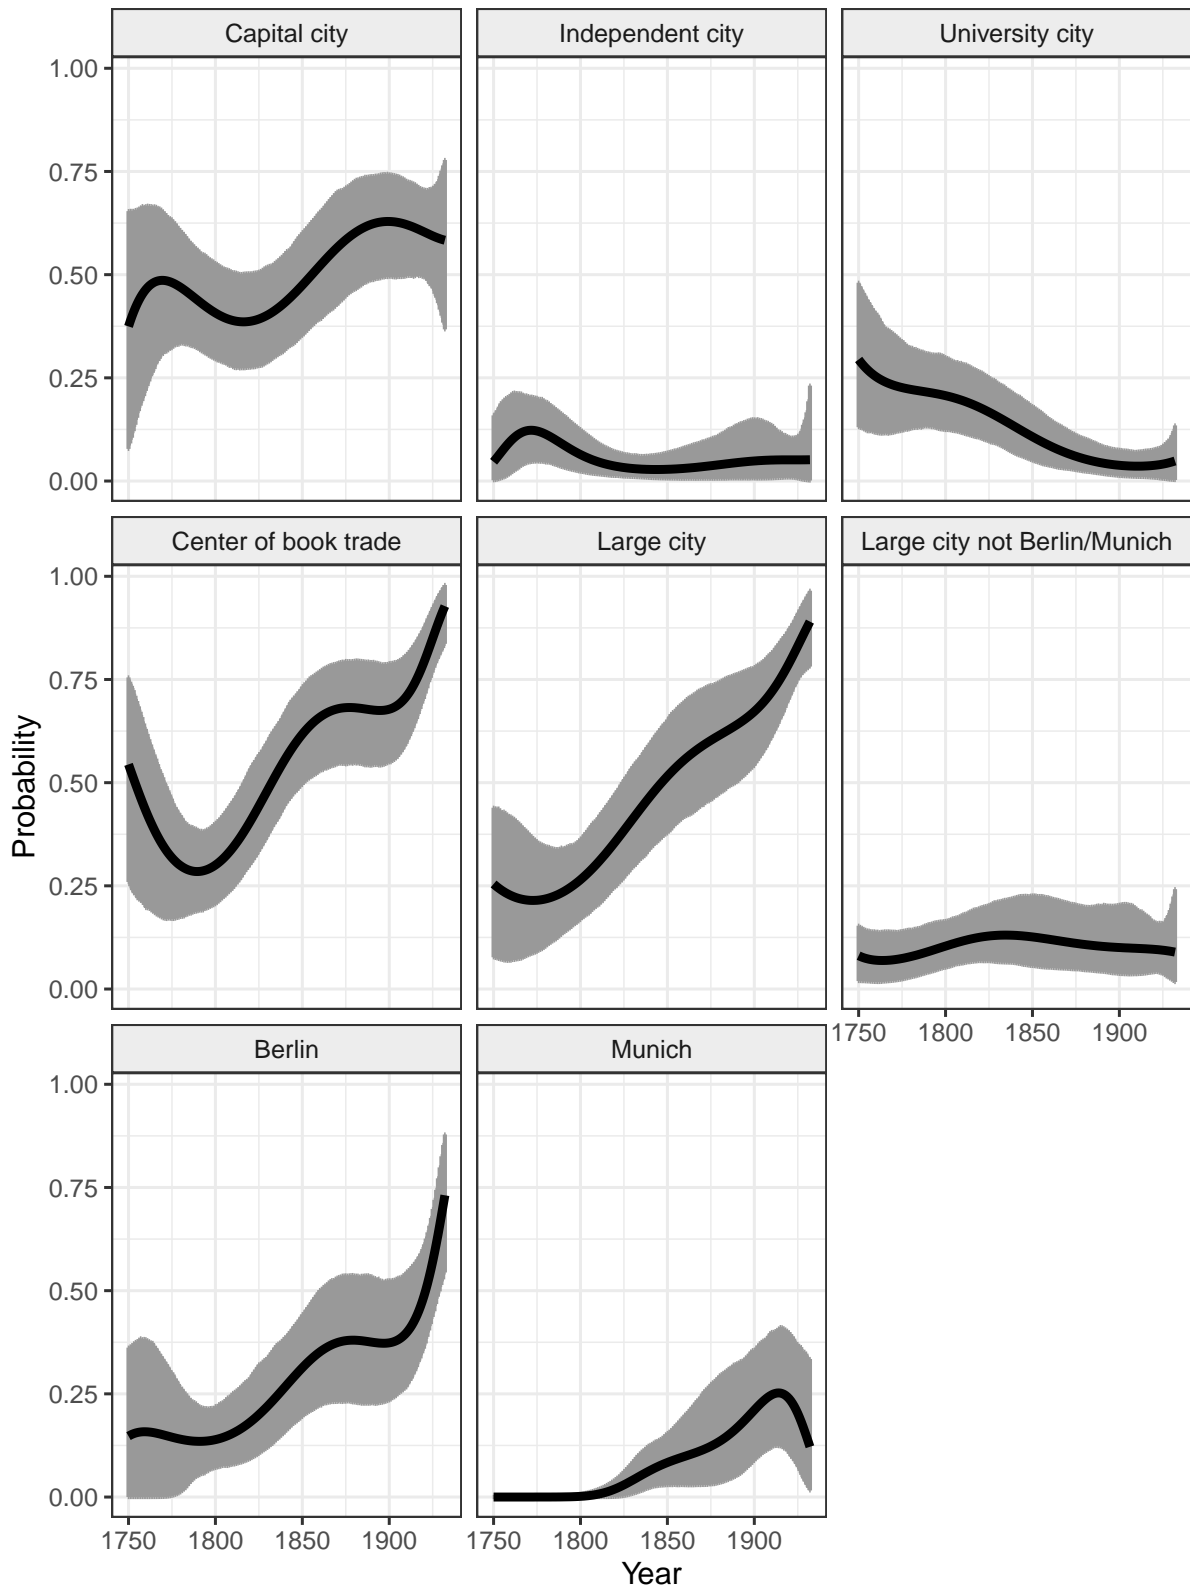 Capital city
Independent city
University city
1.00
0.75
0.50
0.25
0.00
Center of book trade
Large city
Large city not Berlin/Munich
1.00
0.75
0.50
0.25
0.00
Probability
1750 1800 1850 1900
Berlin
Munich
1.00
0.75
0.50
0.25
0.00
1750 1800 1850 1900
1750 1800 1850 1900
Year